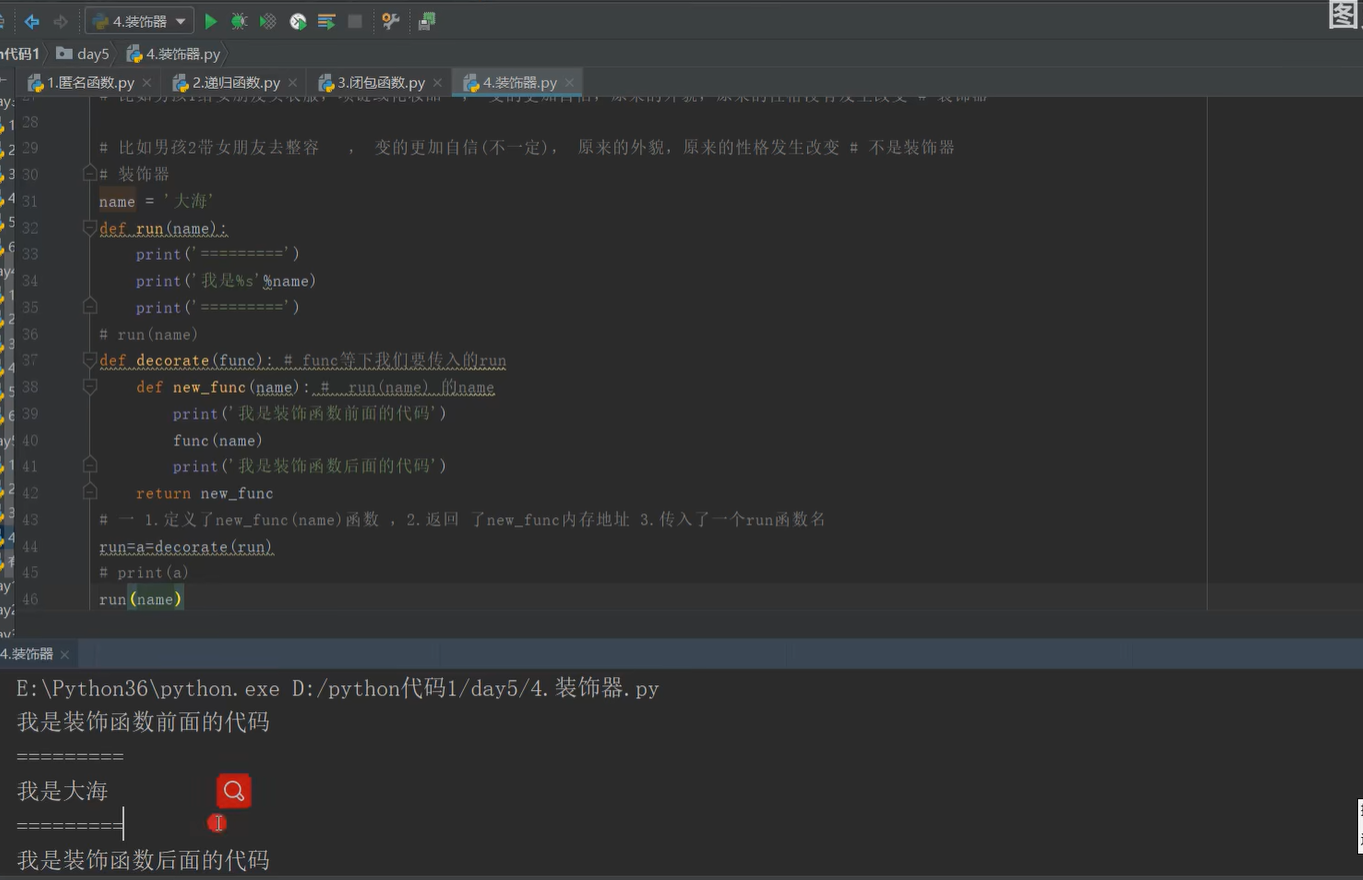 4.装饰器
图
代码1 day5 4.装饰器.py
1.匿名函数.py 2.递归函数.py 3.闭包函数.py 4.装饰器.py
28
29 # 比如男孩2带女朋友去整容 ， 变的更加自信(不一定)， 原来的外貌，原来的性格发生改变 # 不是装饰器
30 # 装饰器
31 name = '大海'
32 def run(name):
33 print('=========')
34 print('我是%s'%name)
35 print('=========')
36 # run(name)
37 def decorate(func): # func等下我们要传入的run
38 def new_func(name): # run(name) 的name
39 print('我是装饰函数前面的代码')
40 func(name)
41 print('我是装饰函数后面的代码')
42 return new_func
43 # 一 1.定义了new_func(name)函数 ，2.返回 了new_func内存地址 3.传入了一个run函数名
44 run=a=decorate(run)
45 # print(a)
46 run(name)
4.装饰器
E:\Python36\python.exe D:/python代码1/day5/4.装饰器.py
我是装饰函数前面的代码
=========
我是大海
=========
我是装饰函数后面的代码